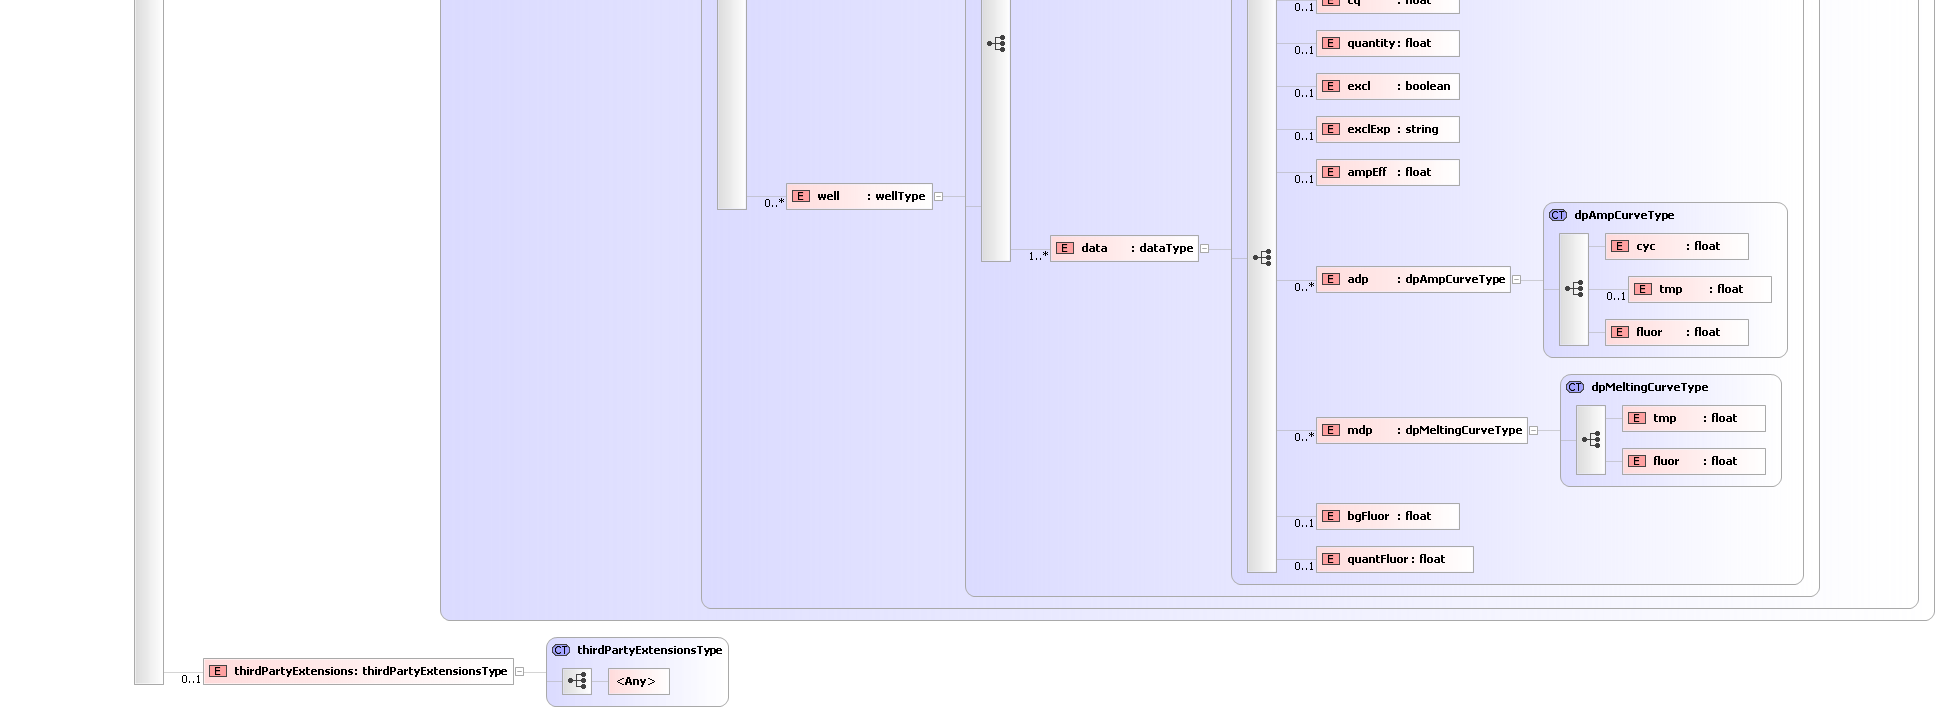 0..1 E cq : float
0..1 E quantity : float
0..1 E excl : boolean
0..1 E exclExp : string
0..1 E ampEff : float
0..* E well : wellType
1..* E data : dataType
0..* E adp : dpAmpCurveType
CT dpAmpCurveType
E cyc : float
0..1 E tmp : float
E fluor : float
0..* E mdp : dpMeltingCurveType
CT dpMeltingCurveType
E tmp : float
E fluor : float
0..1 E bgFluor : float
0..1 E quantFluor : float
0..1 E thirdPartyExtensions: thirdPartyExtensionsType
CT thirdPartyExtensionsType
<Any>